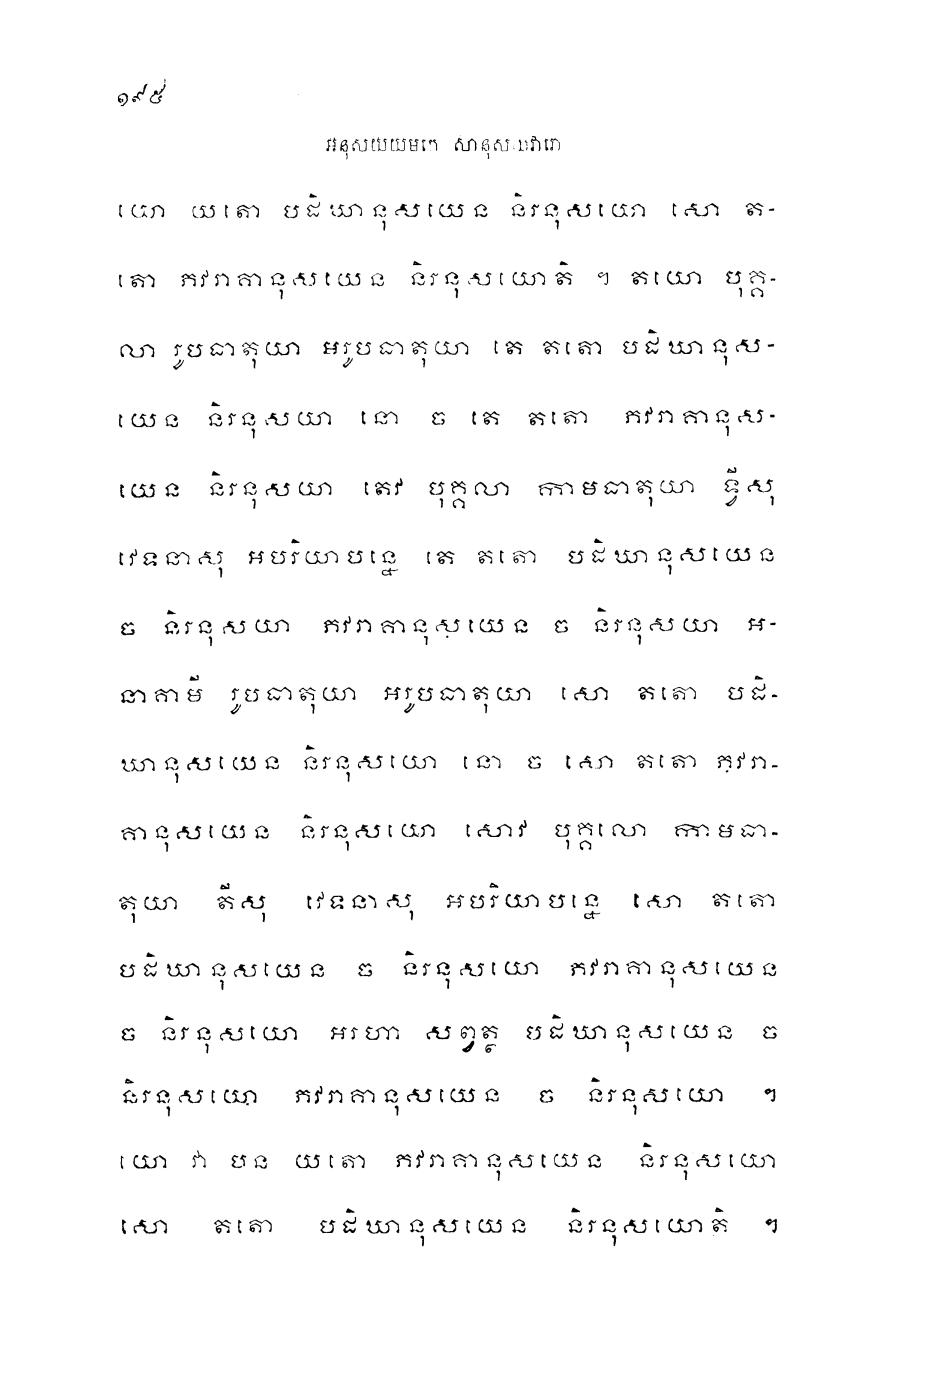 ១៩៥
អនុសយយមកេ សានុសយវារោ
យោ យតោ បដិឃានុសយេន និរនុសយោ សោ ត-
តោ ភវរាគានុសយេន និរនុសយោតិ ។ តយោ បុគ្គ-
លា រូបធាតុយា អរូបធាតុយា តេ តតោ បដិឃានុស-
យេន និរនុសយា នោ ច តេ តតោ ភវរាគានុស-
យេន និរនុសយា តេវ បុគ្គលា កាមធាតុយា ទ្វីសុ
វេទនាសុ អបរិយាបន្នេ តេ តតោ បដិឃានុសយេន
ច និរនុសយា ភវរាគានុសយេន ច និរនុសយា អ-
នាគាមី រូបធាតុយា អរូបធាតុយា សោ តតោ បដិ-
ឃានុសយេន និរនុសយោ នោ ច សោ តតោ ភវរា-
គានុសយេន និរនុសយោ សោវ បុគ្គលោ កាមធា-
តុយា តីសុ វេទនាសុ អបរិយាបន្នេ សោ តតោ
បដិឃានុសយេន ច និរនុសយោ ភវរាគានុសយេន
ច និរនុសយោ អរហា សព្វត្ថ បដិឃានុសយេន ច
និរនុសយោ ភវរាគានុសយេន ច និរនុសយោ ។
យោ វា បន យតោ ភវរាគានុសយេន និរនុសយោ
សោ តតោ បដិឃានុសយេន និរនុសយោតិ ។